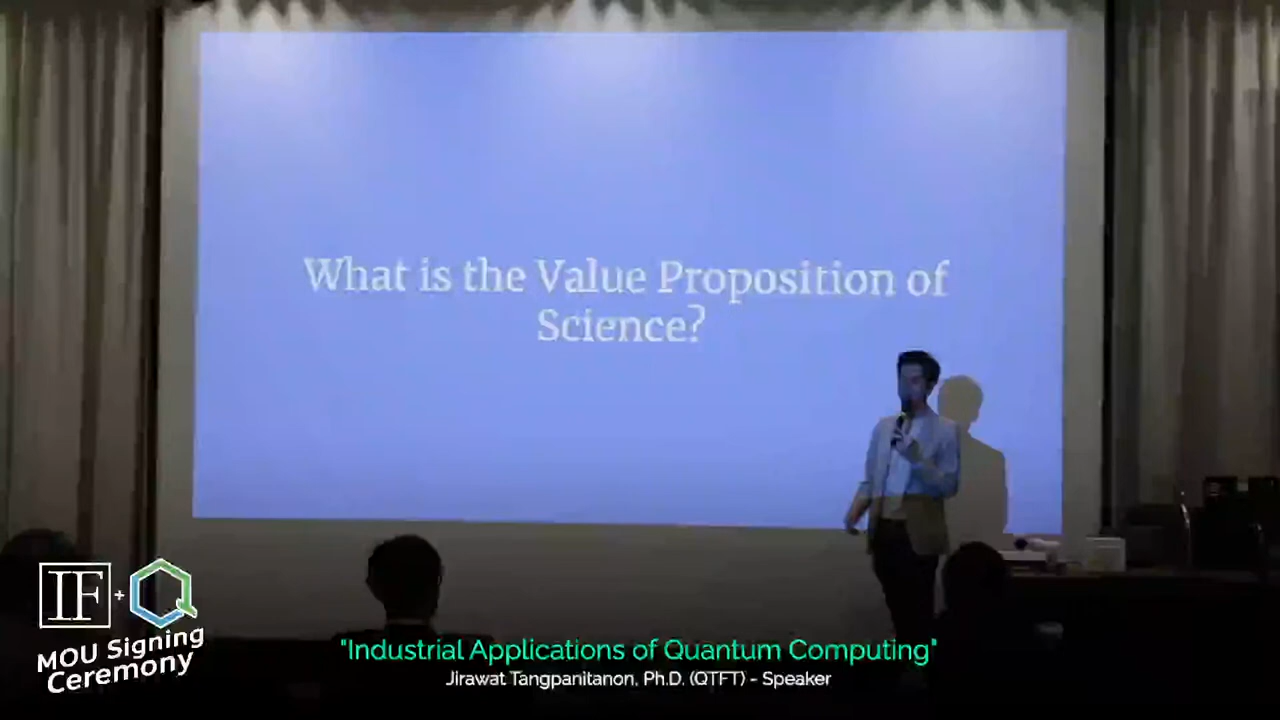 What is the Value Proposition of
Science?
IF + Q
MOU Signing
Ceremony
"Industrial Applications of Quantum Computing"
Jirawat Tangpanitanon, Ph.D. (QTFT) - Speaker